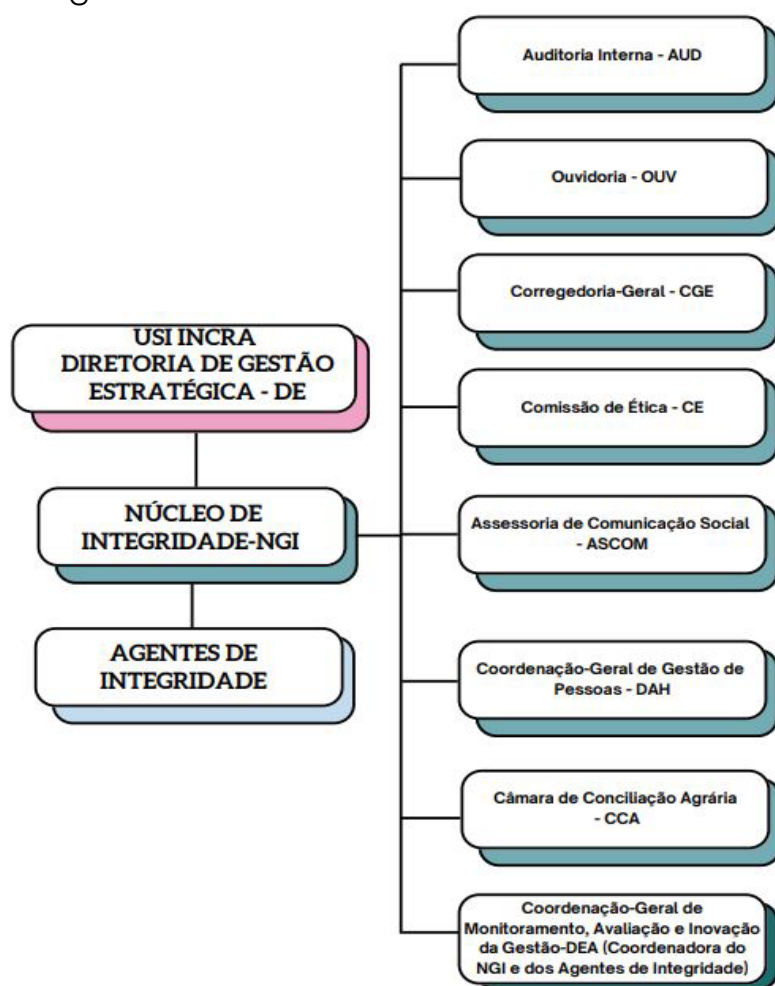 Auditoria Interna - AUD
Ouvidoria - OUV
Corregedoria-Geral - CGE
USI INCRA
DIRETORIA DE GESTÃO
ESTRATÉGICA - DE
Comissão de Ética - CE
NÚCLEO DE
INTEGRIDADE-NGI
Assessoria de Comunicação Social
- ASCOM
AGENTES DE
INTEGRIDADE
Coordenação-Geral de Gestão de
Pessoas - DAH
Câmara de Conciliação Agrária
- CCA
Coordenação-Geral de
Monitoramento, Avaliação e Inovação
da Gestão-DEA (Coordenadora do
NGI e dos Agentes de Integridade)